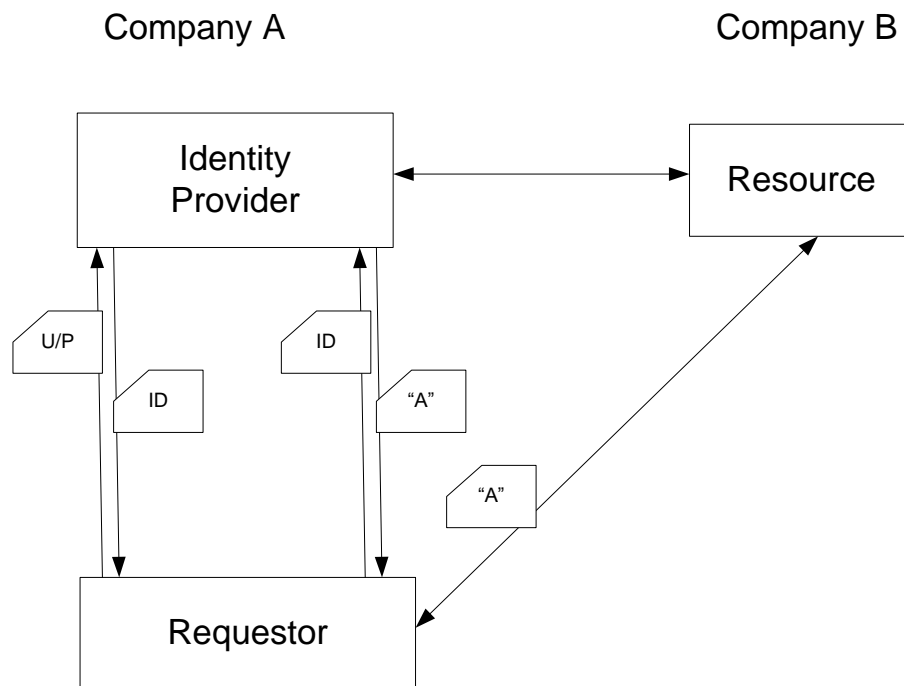 Company A
Company B
Identity
Provider
Resource
U/P
ID
ID
“A”
“A”
Requestor